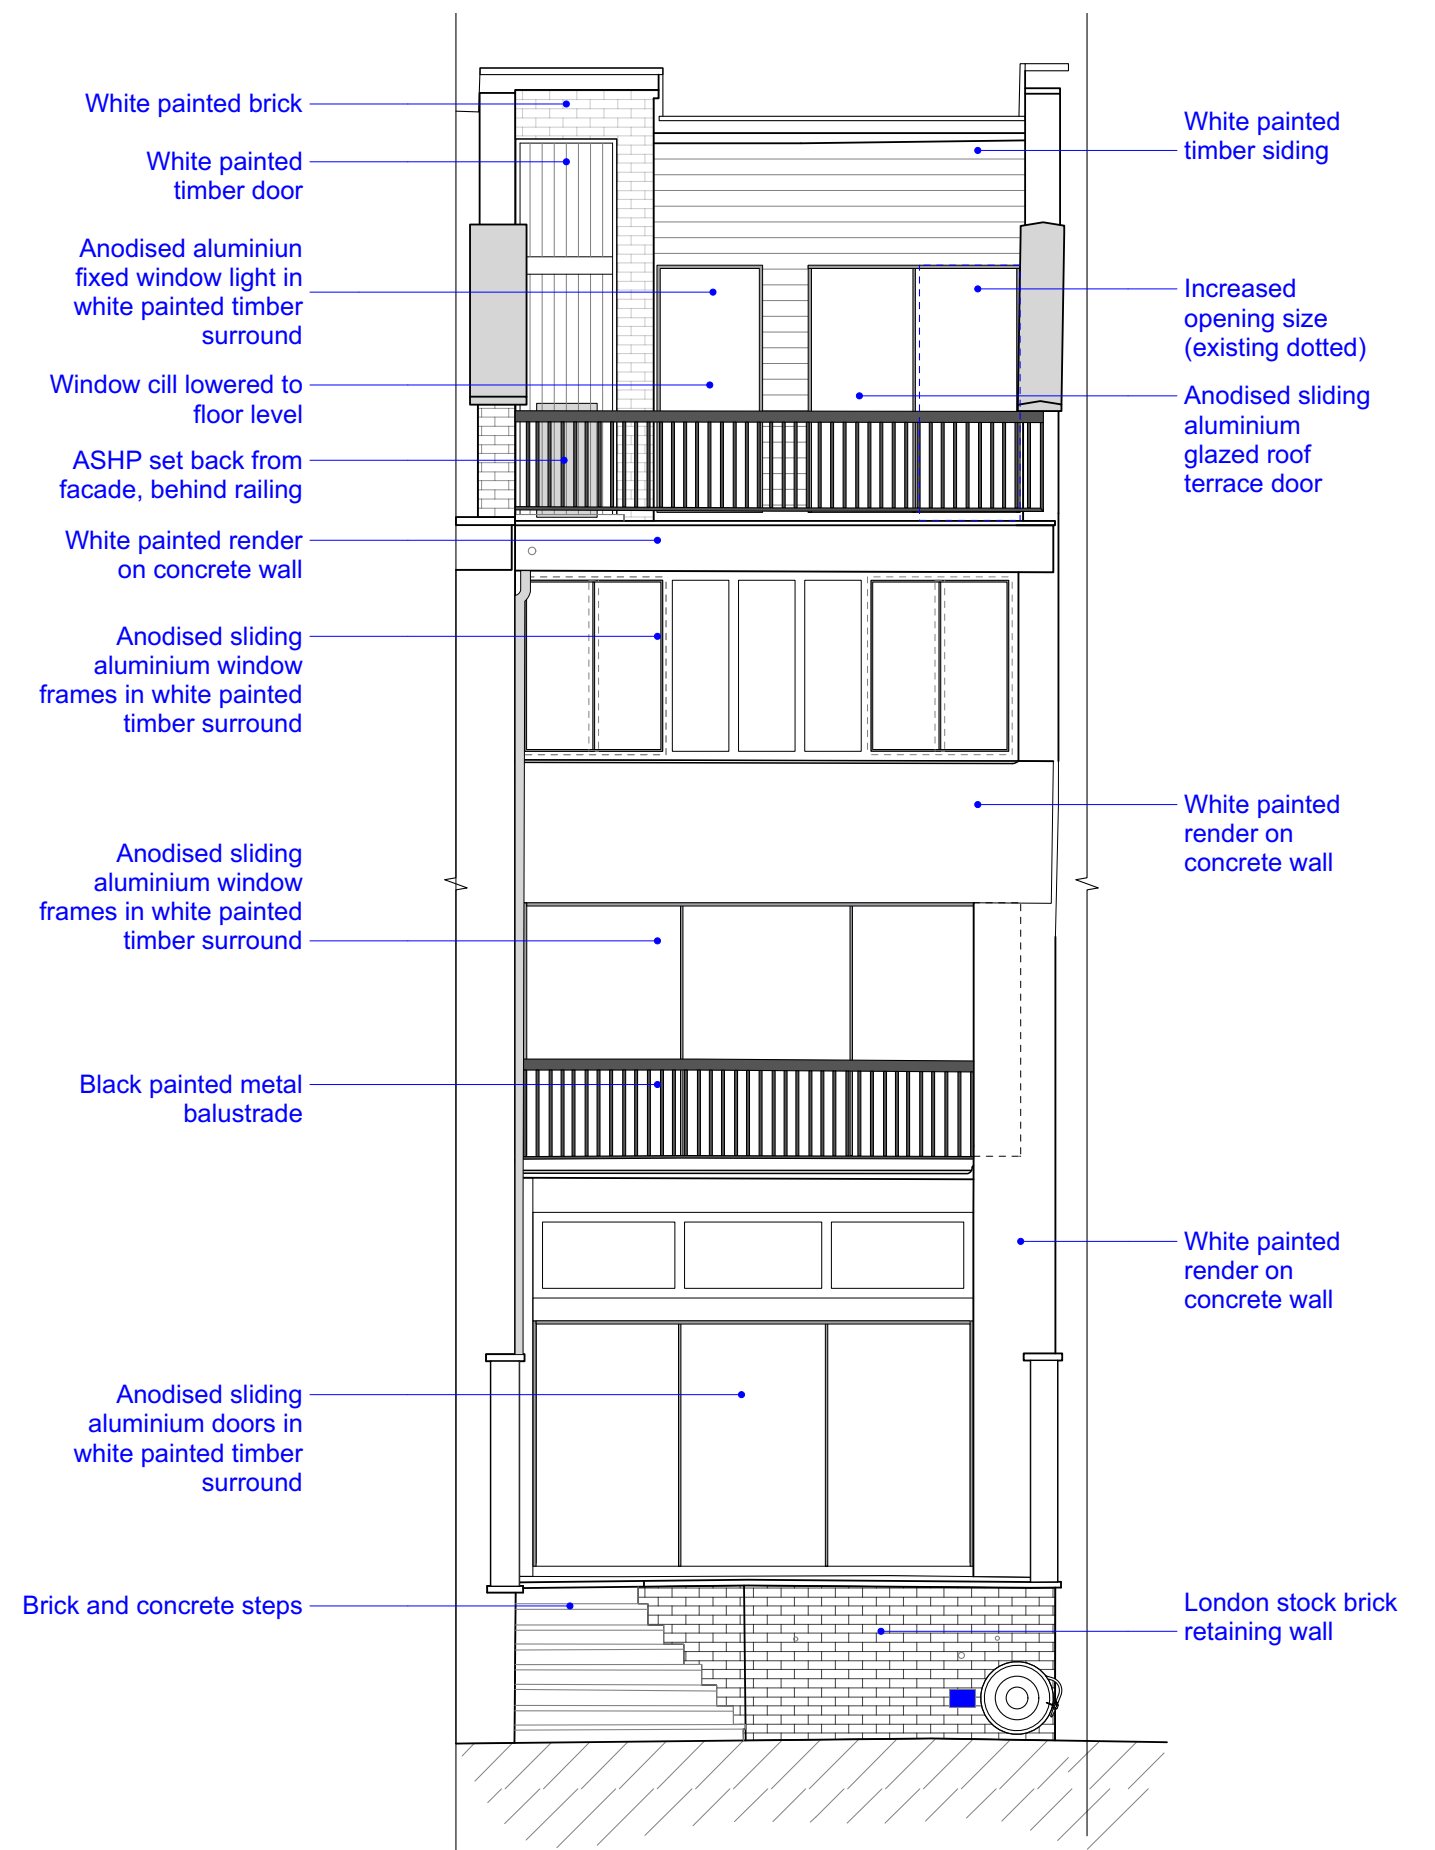 White painted brick
White painted
timber door
Anodised aluminiun
fixed window light in
white painted timber
surround
Window cill lowered to
floor level
ASHP set back from
facade, behind railing
White painted render
on concrete wall
Anodised sliding
aluminium window
frames in white painted
timber surround
Anodised sliding
aluminium window
frames in white painted
timber surround
Black painted metal
balustrade
Anodised sliding
aluminium doors in
white painted timber
surround
Brick and concrete steps
White painted
timber siding
Increased
opening size
(existing dotted)
Anodised sliding
aluminium
glazed roof
terrace door
White painted
render on
concrete wall
White painted
render on
concrete wall
London stock brick
retaining wall